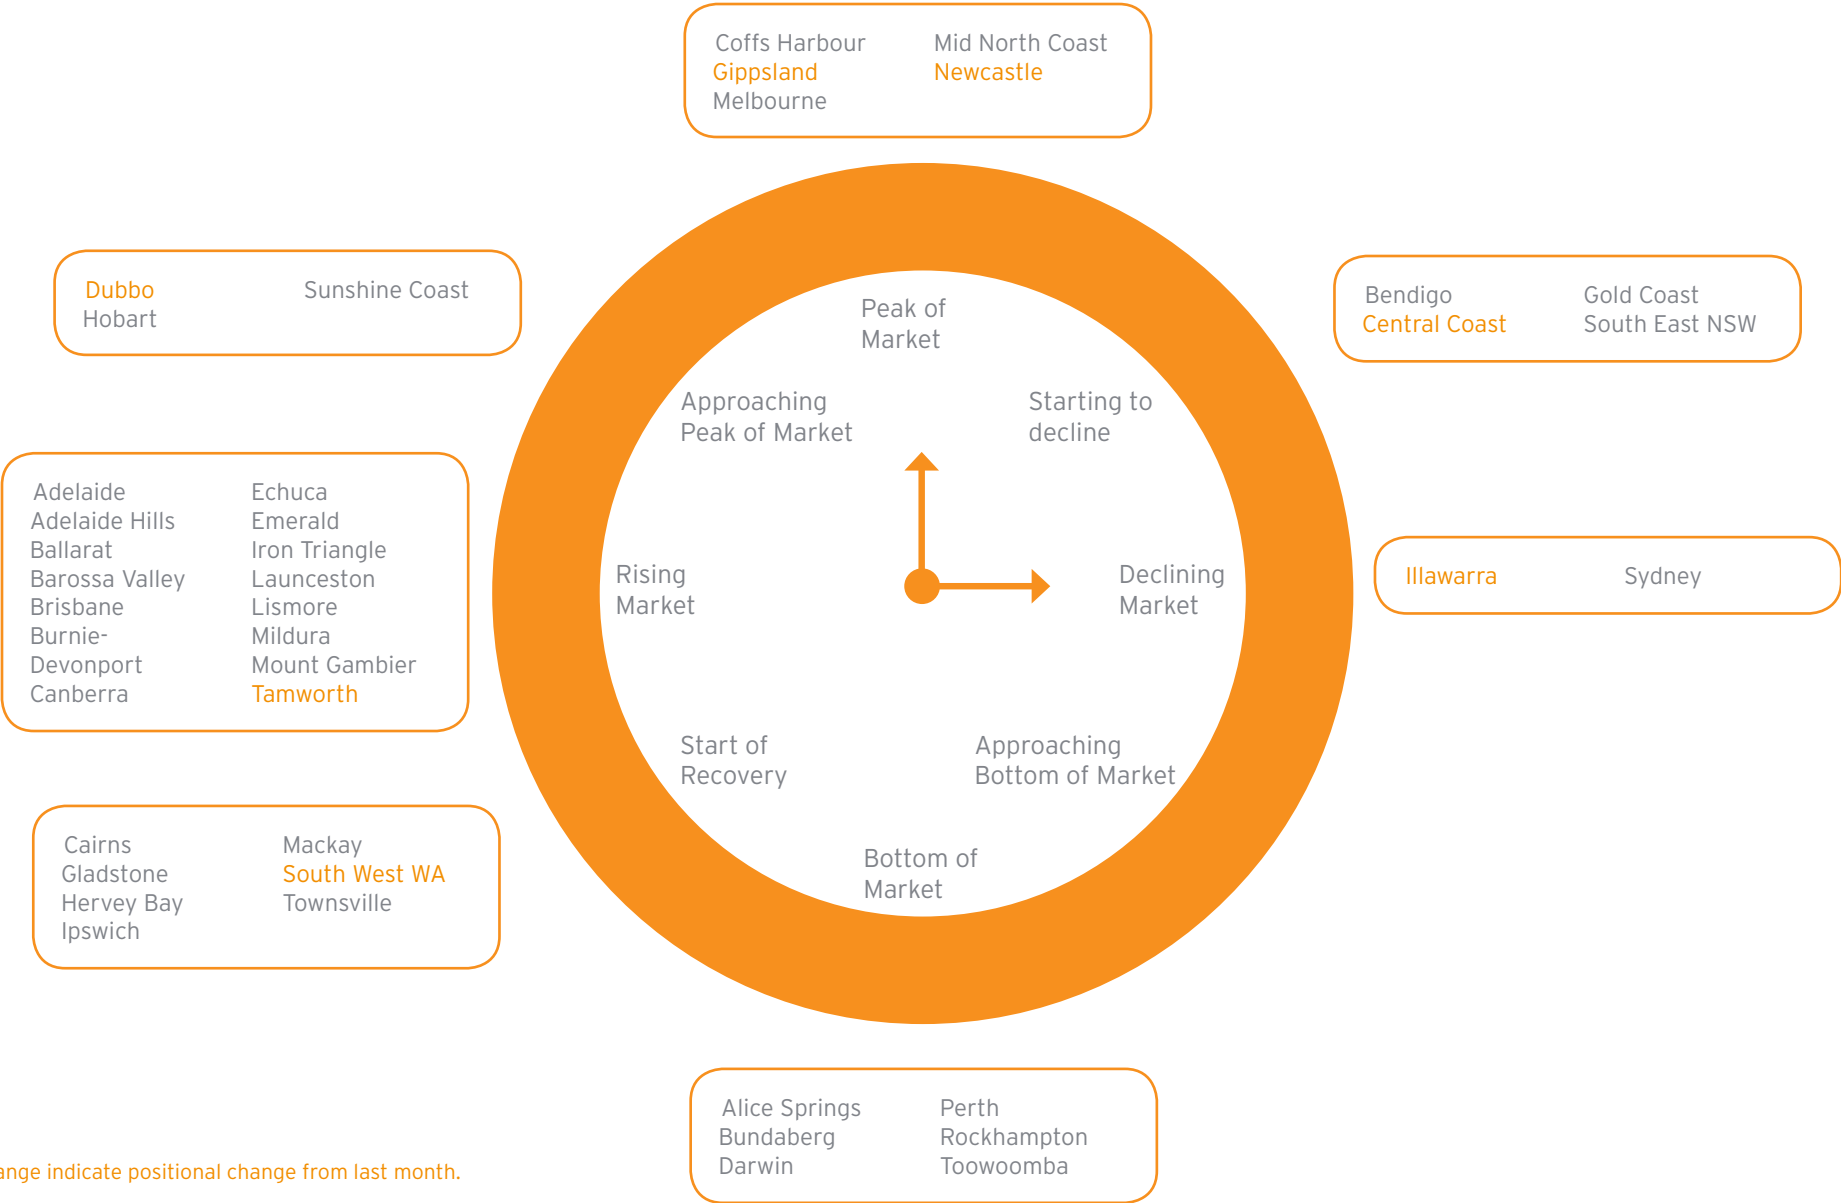 Coffs Harbour
Gippsland
Melbourne
Mid North Coast
Newcastle
Dubbo
Hobart
Sunshine Coast
Bendigo
Central Coast
Gold Coast
South East NSW
Peak of
Market
Approaching
Peak of Market
Starting to
decline
Adelaide
Adelaide Hills
Ballarat
Barossa Valley
Brisbane
Burnie-
Devonport
Canberra
Echuca
Emerald
Iron Triangle
Launceston
Lismore
Mildura
Mount Gambier
Tamworth
Rising
Market
Declining
Market
Illawarra
Sydney
Start of
Recovery
Approaching
Bottom of Market
Cairns
Gladstone
Hervey Bay
Ipswich
Mackay
South West WA
Townsville
Bottom of
Market
Alice Springs
Bundaberg
Darwin
Perth
Rockhampton
Toowoomba
ange indicate positional change from last month.